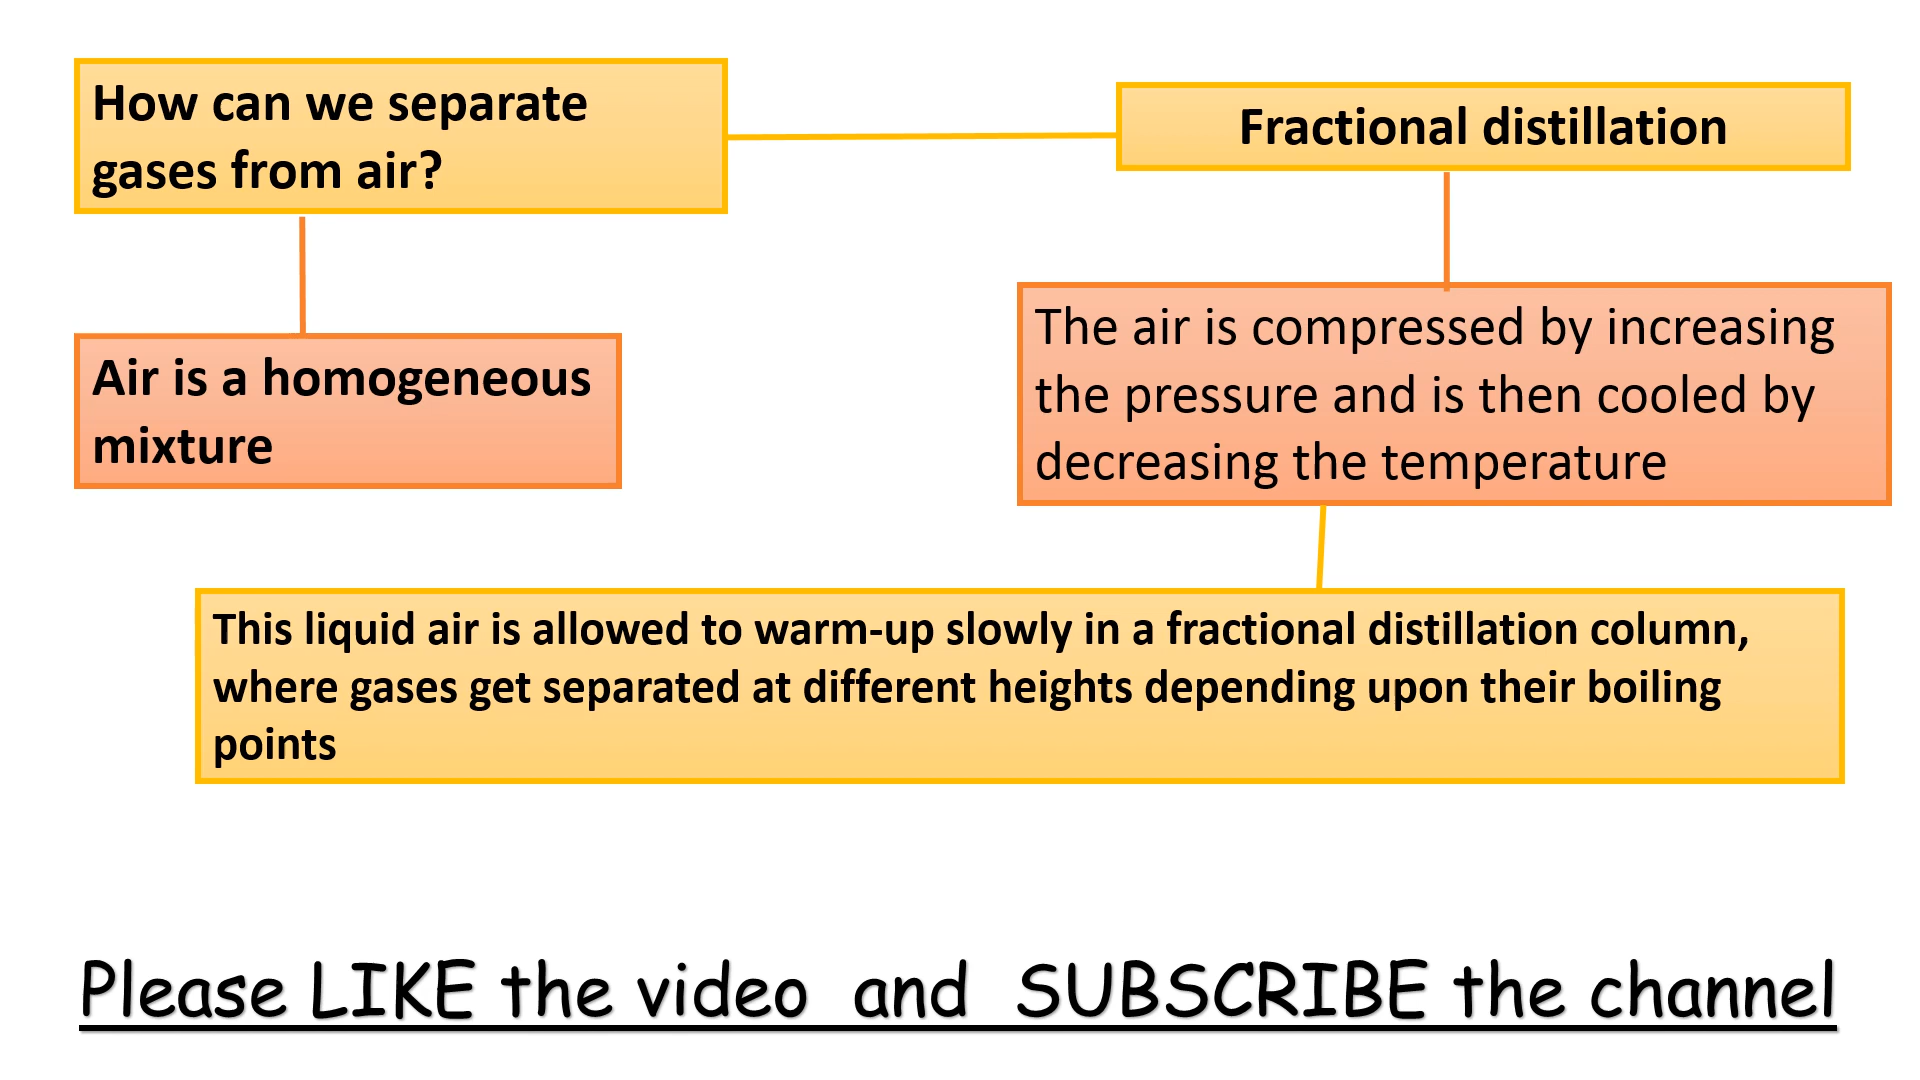 How can we separate
gases from air?
Fractional distillation
Air is a homogeneous
mixture
The air is compressed by increasing
the pressure and is then cooled by
decreasing the temperature
This liquid air is allowed to warm-up slowly in a fractional distillation column,
where gases get separated at different heights depending upon their boiling
points
Please LIKE the video and SUBSCRIBE the channel